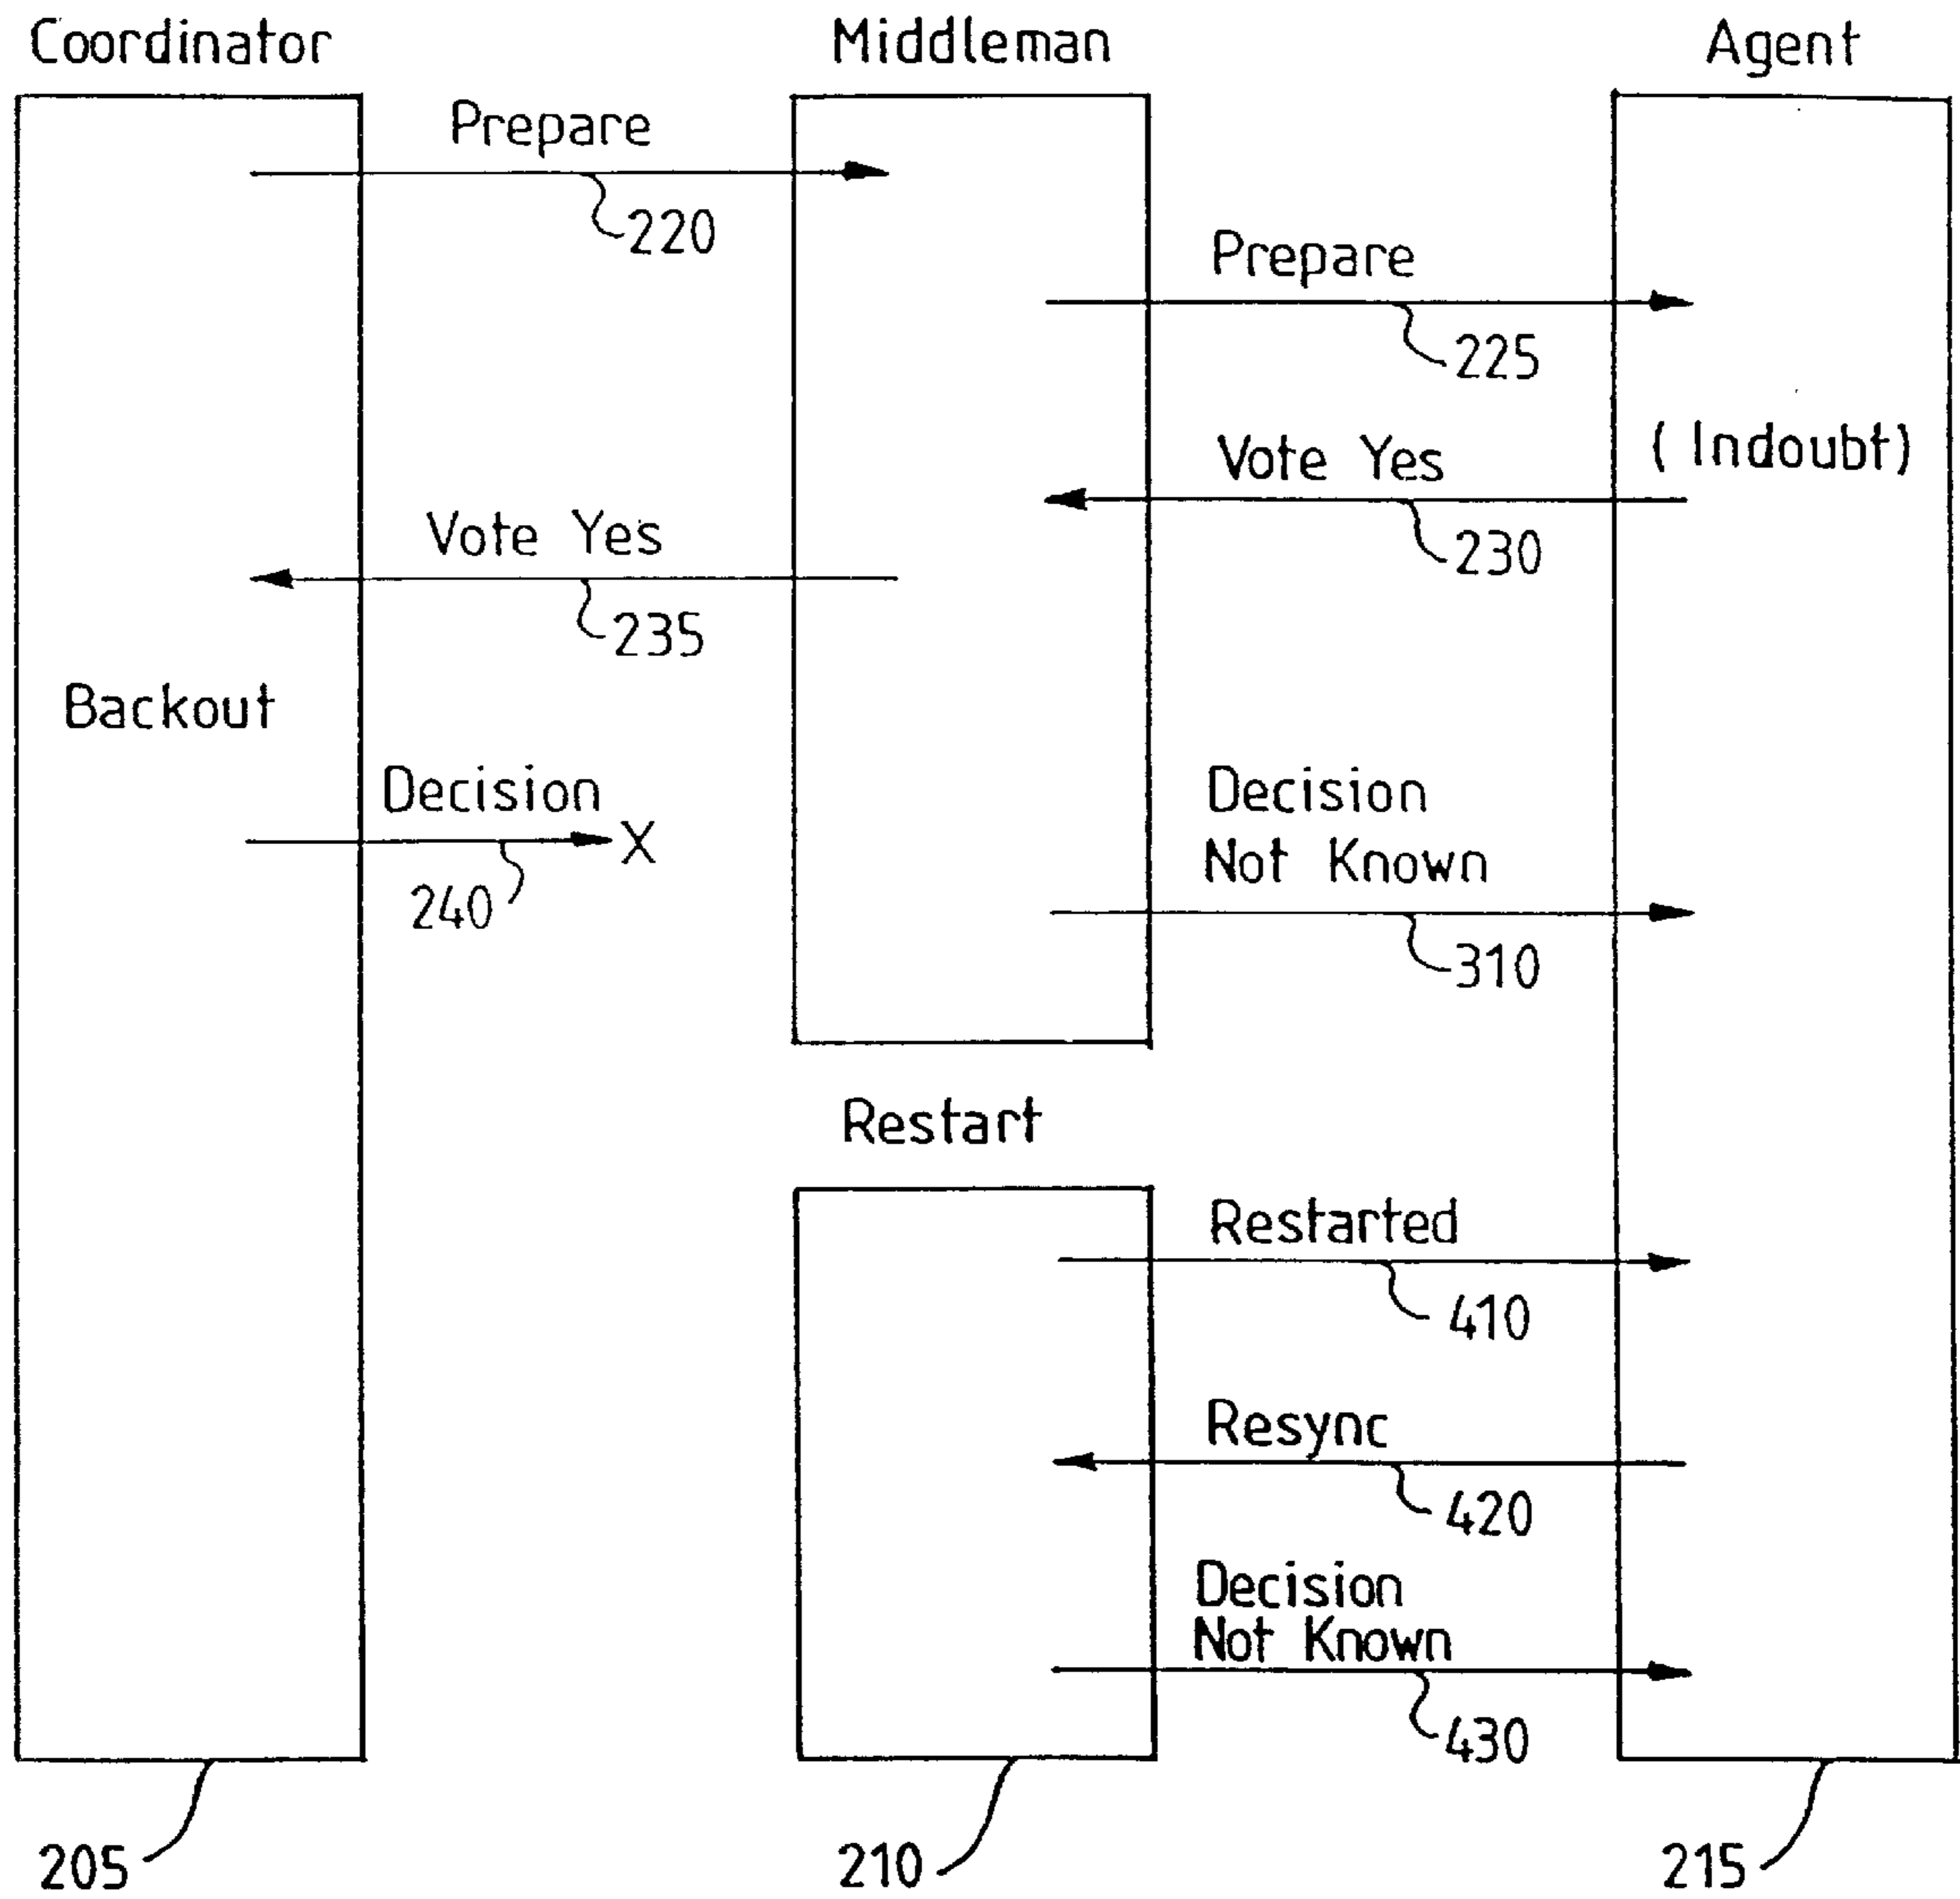 Coordinator
Middleman
Agent
Prepare
220
Prepare
225
(Indoubt)
Vote Yes
230
Vote Yes
235
Backout
Decision
X
240
Decision
Not Known
310
Restart
Restarted
410
Resync
420
Decision
Not Known
430
205
210
215